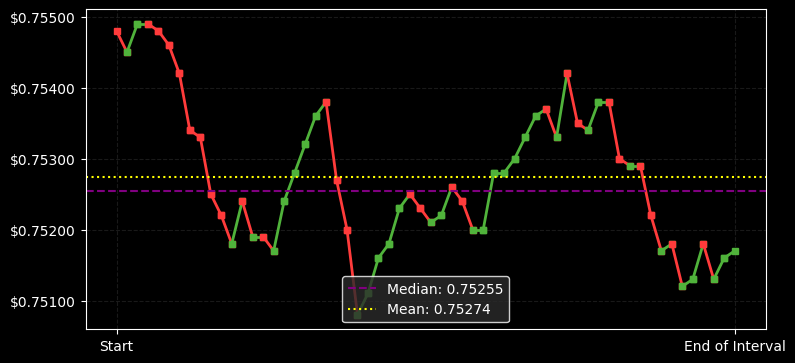 $0.75500
$0.75400
$0.75300
$0.75200
$0.75100
Median: 0.75255
Mean: 0.75274
Start
End of Interval